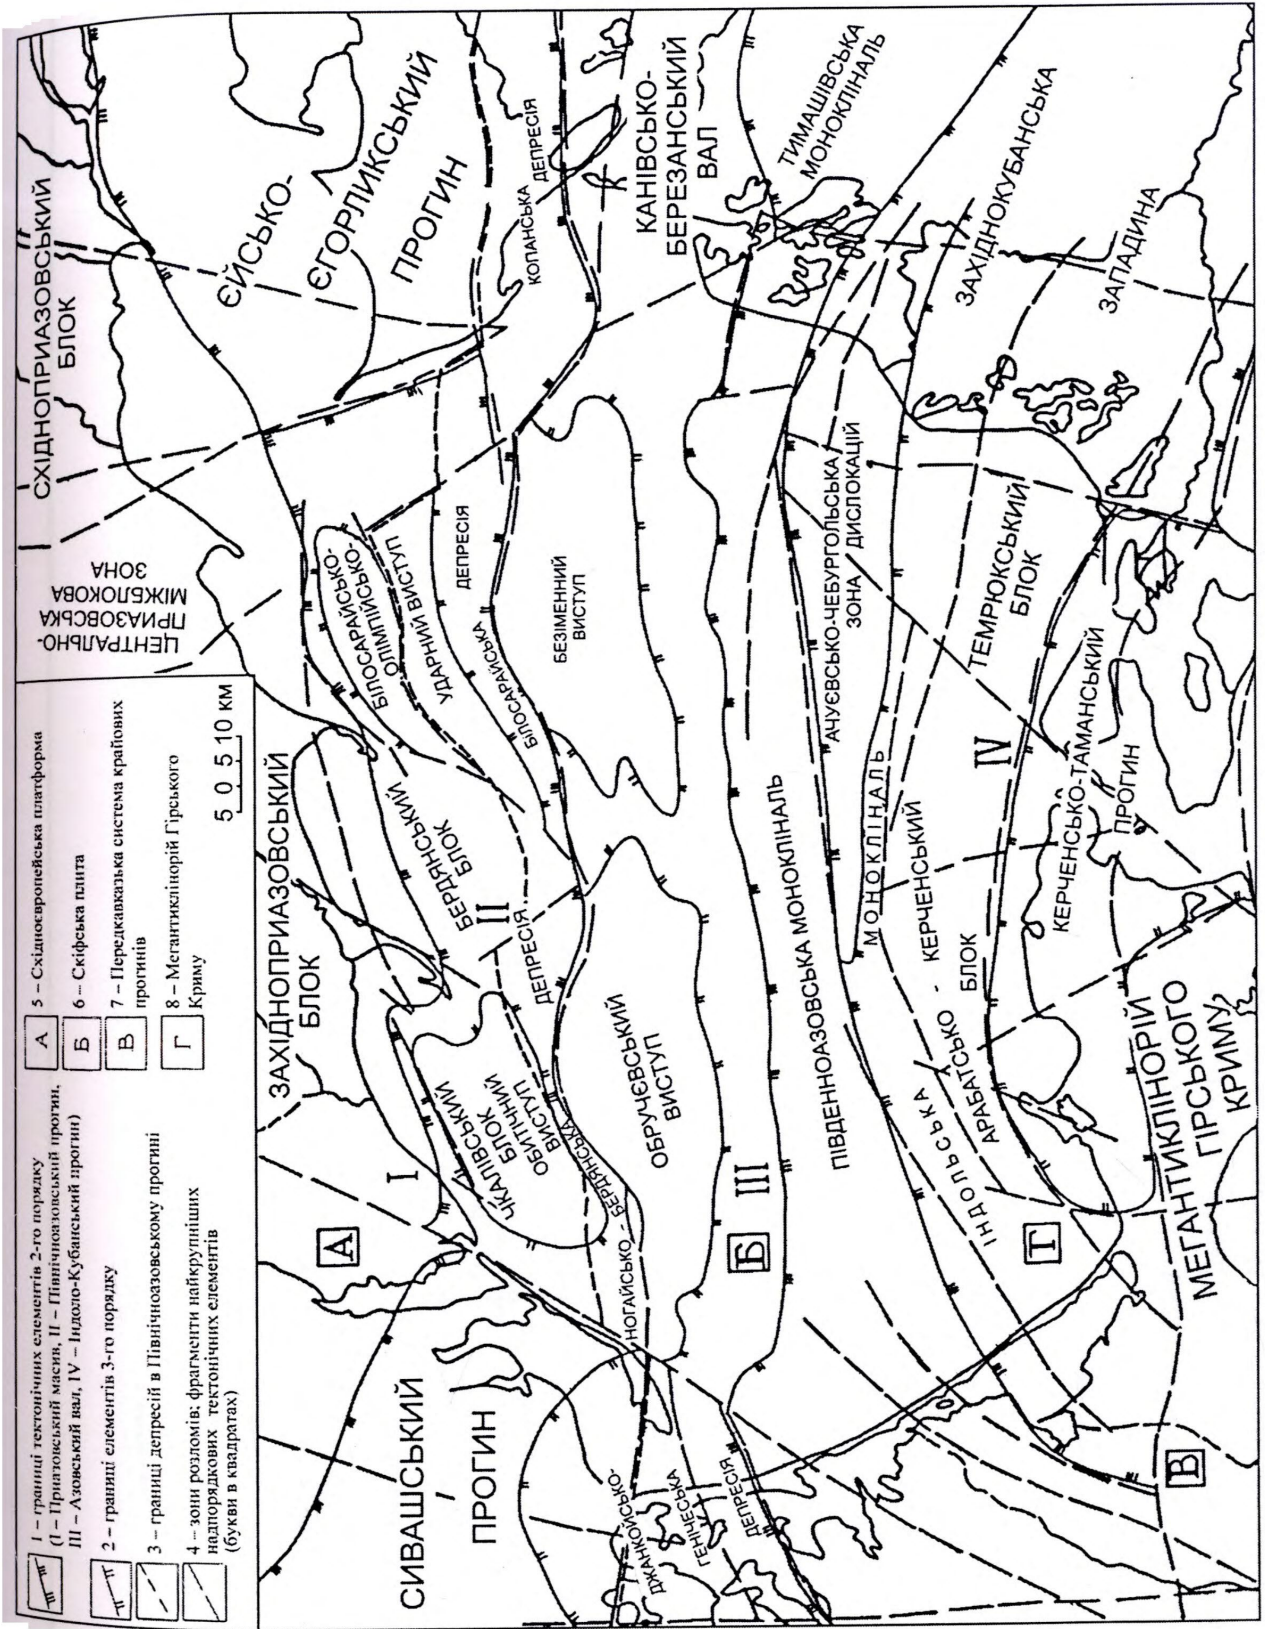 1 – границі тектонічних елементів 2-го порядку
(I – Приазовський масив, II – Північноазовський прогин,
III – Азовський вал, IV – Індоло-Кубанський прогин)
2 – границі елементів 3-го порядку
3 – границі депресій в Північноазовському прогині
4 – зони розломів; фрагменти найкрупніших
надпорядкових тектонічних елементів
(букви в квадратах)
А
5 – Східноєвропейська платформа
Б
6 – Скіфська плита
В
7 – Передкавказька система крайових
прогинів
Г
8 – Мегантиклінорій Гірського
Криму
5 0 5 10 КМ
ЦЕНТРАЛЬНО-
ПРИАЗОВСЬКА
МІЖБЛОКОВА
ЗОНА
СХІДНОПРИАЗОВСЬКИЙ
БЛОК
ЗАХІДНОПРИАЗОВСЬКИЙ
БЛОК
А
I
СИВАШСЬКИЙ
ПРОГИН
ЧКАЛІВСЬКИЙ
БЛОК
ОБИТІЧНИЙ
ВИСТУП
БЕРДЯНСЬКИЙ
БЛОК
II
БІЛОСАРАЙСЬКО-
ОЛІМПІЙСЬКО-
УДАРНИЙ ВИСТУП
ЄЙСЬКО-
ЄГОРЛИКСЬКИЙ
ПРОГИН
НОГАЙСЬКО - БЕРДЯНСЬКА
ДЕПРЕСІЯ
БІЛОСАРАЙСЬКА
ДЕПРЕСІЯ
КОПАНСЬКА
ДЕПРЕСІЯ
ДЖАНКОЙСЬКО-
ГЕНІЧЕСЬКА
ДЕПРЕСІЯ
ОБРУЧЄВСЬКИЙ
ВИСТУП
БЕЗІМЕННИЙ
ВИСТУП
КАНІВСЬКО-
БЕРЕЗАНСЬКИЙ
ВАЛ
Б
III
ПІВДЕННОАЗОВСЬКА МОНОКЛІНАЛЬ
ТИМАШІВСЬКА
МОНОКЛІНАЛЬ
АЧУЄВСЬКО-ЧЕБУРГОЛЬСЬКА
ЗОНА ДИСЛОКАЦІЙ
ІНДОЛЬСЬКА
МОНОКЛІНАЛЬ
АРАБАТСЬКО - КЕРЧЕНСЬКИЙ
БЛОК
IV
ТЕМРЮКСЬКИЙ
БЛОК
ЗАХІДНОКУБАНСЬКА
ЗАПАДИНА
Г
КЕРЧЕНСЬКО-ТАМАНСЬКИЙ
ПРОГИН
В
МЕГАНТИКЛІНОРІЙ
ГІРСЬКОГО
КРИМУ